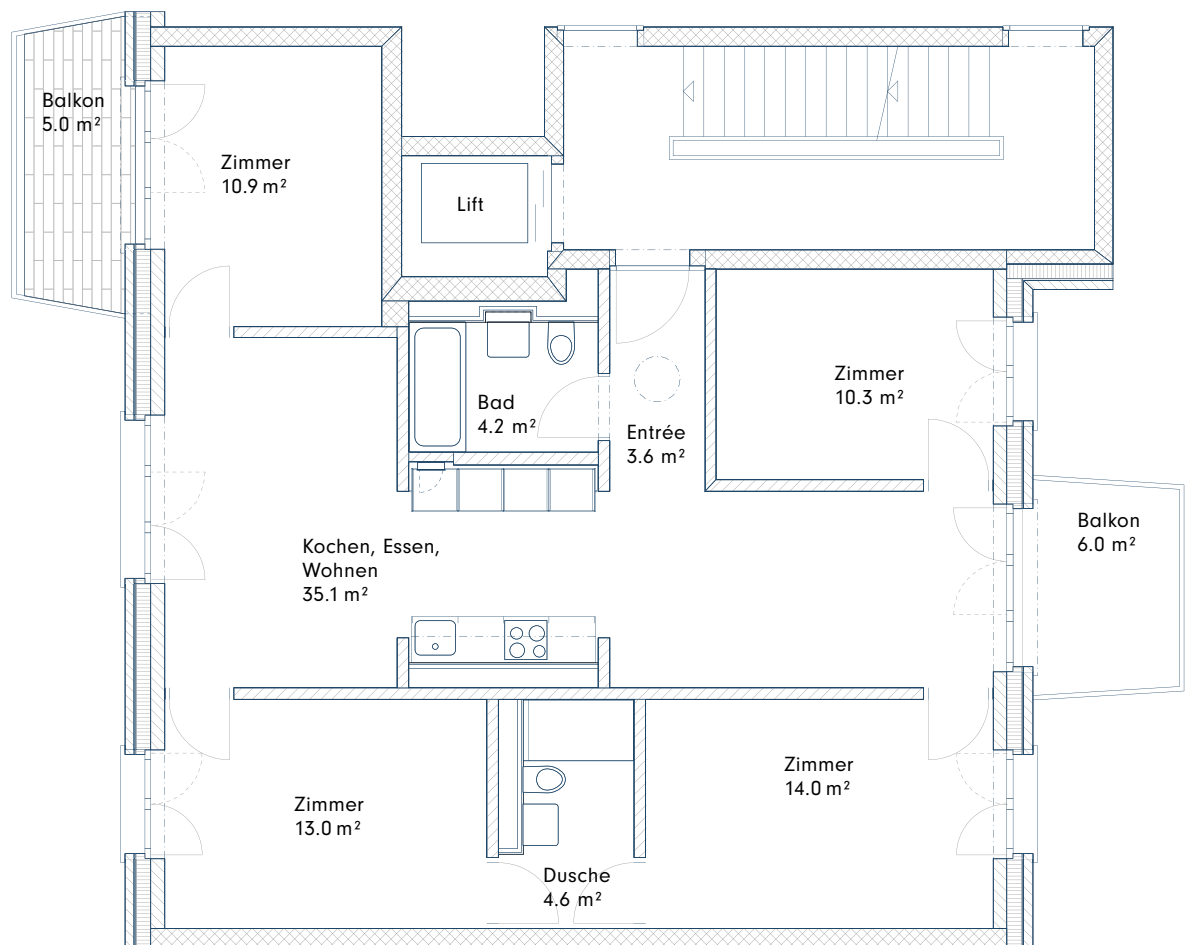 Balkon
5.0 m²
Zimmer
10.9 m²
Lift
Zimmer
10.3 m²
Bad
4.2 m²
Entrée
3.6 m²
Kochen, Essen,
Wohnen
35.1 m²
Balkon
6.0 m²
Zimmer
13.0 m²
Zimmer
14.0 m²
Dusche
4.6 m²